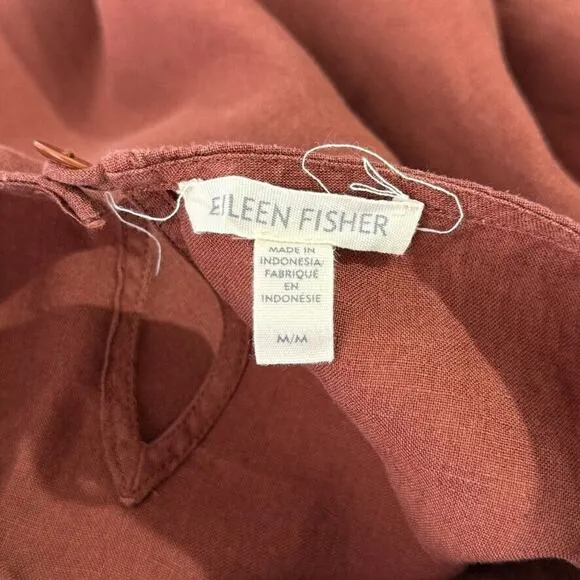 EILEEN FISHER
MADE IN
INDONESIA
FABRIQUÉ
EN
INDONÉSIE
M/M